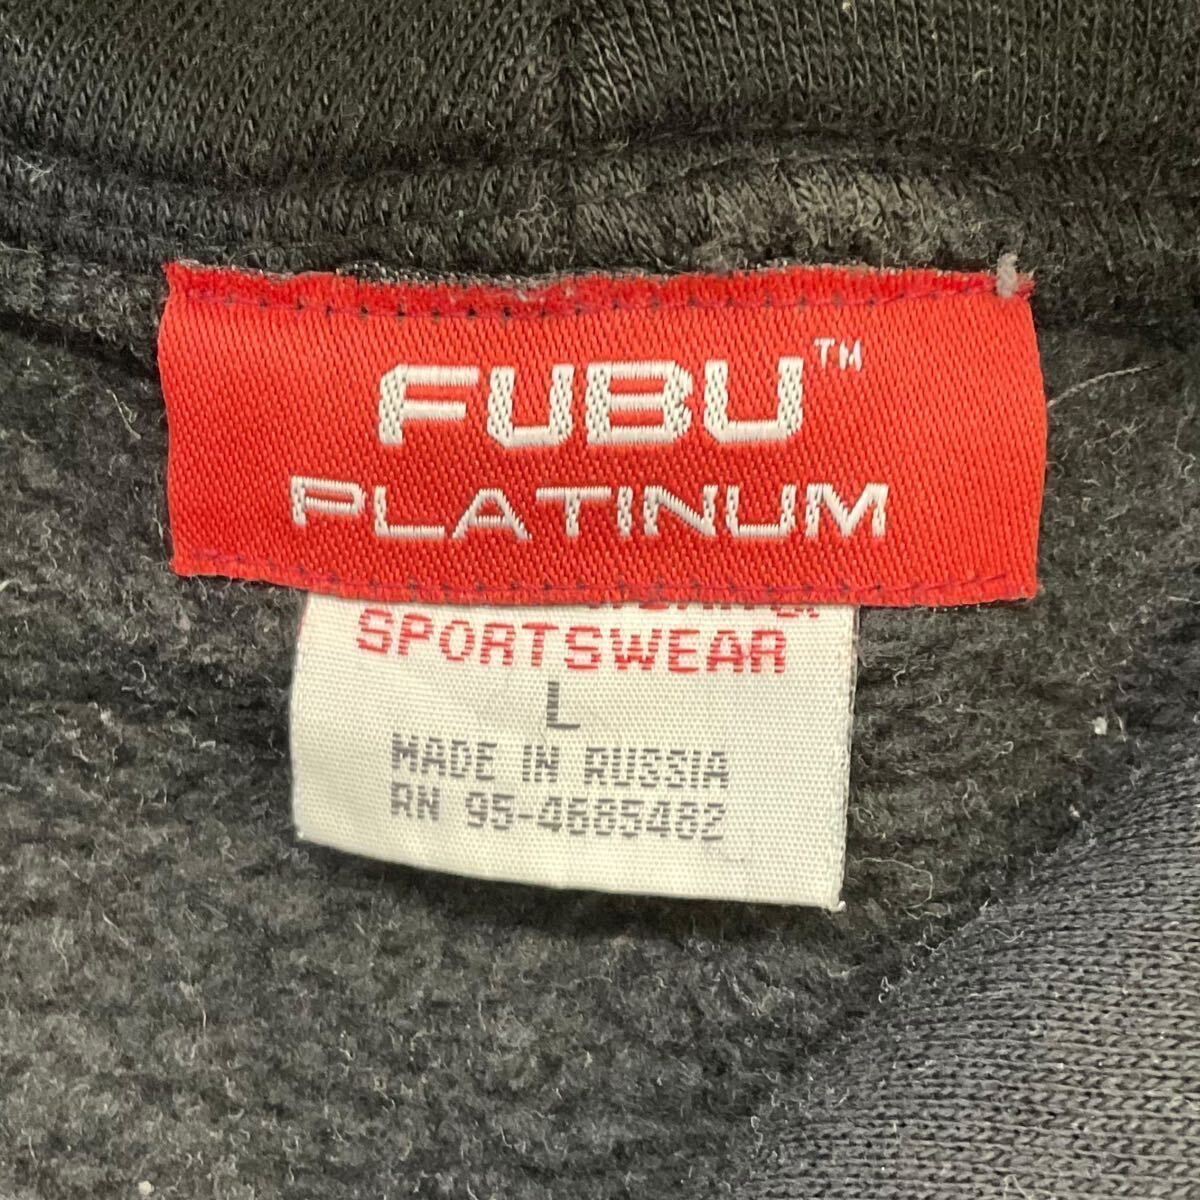 FUBU™
PLATINUM
SPORTSWEAR
L
MADE IN RUSSIA
RN 95-4685482